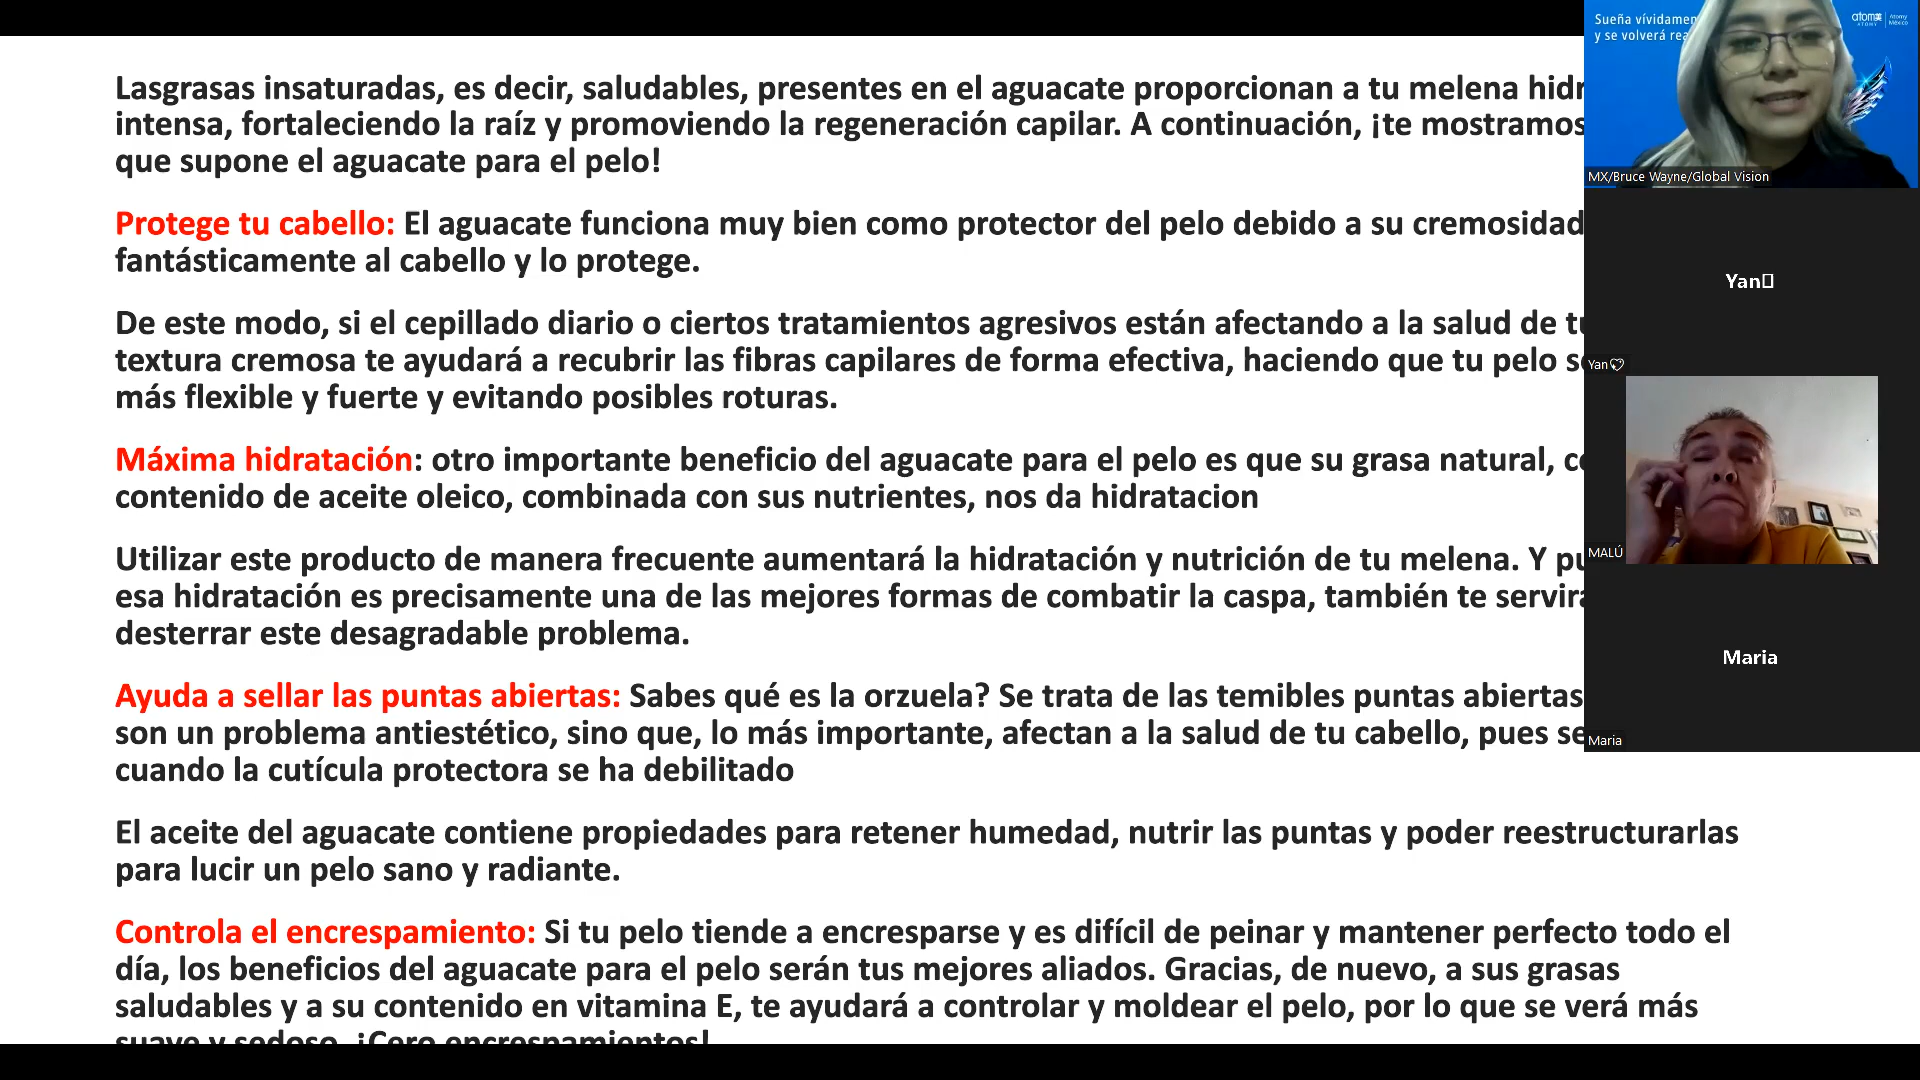 Lasgrasas insaturadas, es decir, saludables, presentes en el aguacate proporcionan a tu melena
intensa, fortaleciendo la raíz y promoviendo la regeneración capilar. A continuación, ¡te mostramos
que supone el aguacate para el pelo!
Protege tu cabello: El aguacate funciona muy bien como protector del pelo debido a su cremosidad
fantásticamente al cabello y lo protege.
De este modo, si el cepillado diario o ciertos tratamientos agresivos están afectando a la salud de
textura cremosa te ayudará a recubrir las fibras capilares de forma efectiva, haciendo que tu pelo
más flexible y fuerte y evitando posibles roturas.
Máxima hidratación: otro importante beneficio del aguacate para el pelo es que su grasa natural,
contenido de aceite oleico, combinada con sus nutrientes, nos da hidratacion
Utilizar este producto de manera frecuente aumentará la hidratación y nutrición de tu melena. Y
esa hidratación es precisamente una de las mejores formas de combatir la caspa, también te
desterrar este desagradable problema.
Ayuda a sellar las puntas abiertas: Sabes qué es la orzuela? Se trata de las temibles puntas abiertas
son un problema antiestético, sino que, lo más importante, afectan a la salud de tu cabello, pues
cuando la cutícula protectora se ha debilitado
El aceite del aguacate contiene propiedades para retener humedad, nutrir las puntas y poder reestructurarlas
para lucir un pelo sano y radiante.
Controla el encrespamiento: Si tu pelo tiende a encresparse y es difícil de peinar y mantener perfecto todo el
día, los beneficios del aguacate para el pelo serán tus mejores aliados. Gracias, de nuevo, a sus grasas
saludables y a su contenido en vitamina E, te ayudará a controlar y moldear el pelo, por lo que se verá más
suave y sedoso. ¡Cero encrespamientos!
Sueña
y se volverá
atomy
Atomy
México
MX/Bruce Wayne/Global Vision
Yan
Yan
MALÚ
Maria
Maria